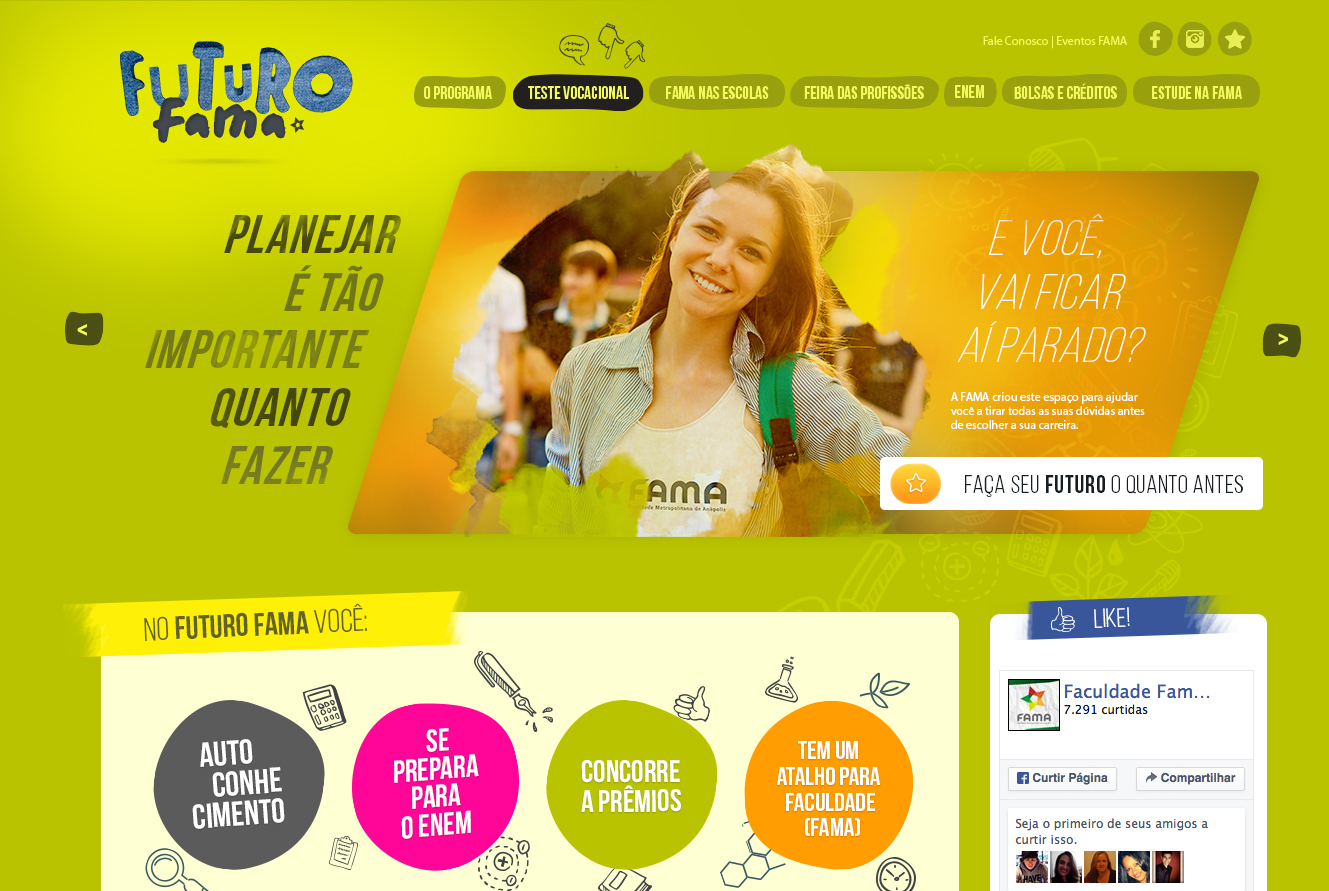 FUTURO
Fama
Fale Conosco | Eventos FAMA
O PROGRAMA
TESTE VOCACIONAL
FAMA NAS ESCOLAS
FEIRA DAS PROFISSÕES
ENEM
BOLSAS E CRÉDITOS
ESTUDE NA FAMA
PLANEJAR
É TÃO
IMPORTANTE
QUANTO
FAZER
<
>
E VOCÊ,
VAI FICAR
AÍ PARADO?
A FAMA criou este espaço para ajudar
você a tirar todas as suas dúvidas antes
de escolher a sua carreira.
FAMA
Metropolitana de Anápolis
FAÇA SEU FUTURO O QUANTO ANTES
NO FUTURO FAMA VOCÊ:
AUTO
CONHE
CIMENTO
SE
PREPARA
PARA
O ENEM
CONCORRE
A PRÊMIOS
TEM UM
ATALHO PARA
FACULDADE
(FAMA)
LIKE!
FAMA
Faculdade Fam...
7.291 curtidas
Curtir Página
Compartilhar
Seja o primeiro de seus amigos a
curtir isso.